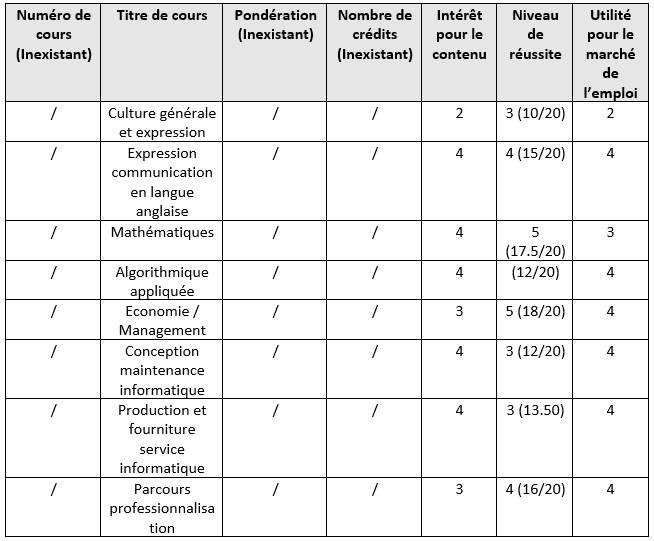 Numéro de cours (Inexistant) Titre de cours Pondération (Inexistant) Nombre de crédits (Inexistant) Intérêt pour le contenu Niveau de réussite Utilité pour le marché de l'emploi
/ Culture générale et expression / / 2 3 (10/20) 2
/ Expression communication en langue anglaise / / 4 4 (15/20) 4
/ Mathématiques / / 4 5 (17.5/20) 3
/ Algorithmique appliquée / / 4 (12/20) 4
/ Economie / Management / / 3 5 (18/20) 4
/ Conception maintenance informatique / / 4 3 (12/20) 4
/ Production et fourniture service informatique / / 4 3 (13.50) 4
/ Parcours professionnalisation / / 3 4 (16/20) 4